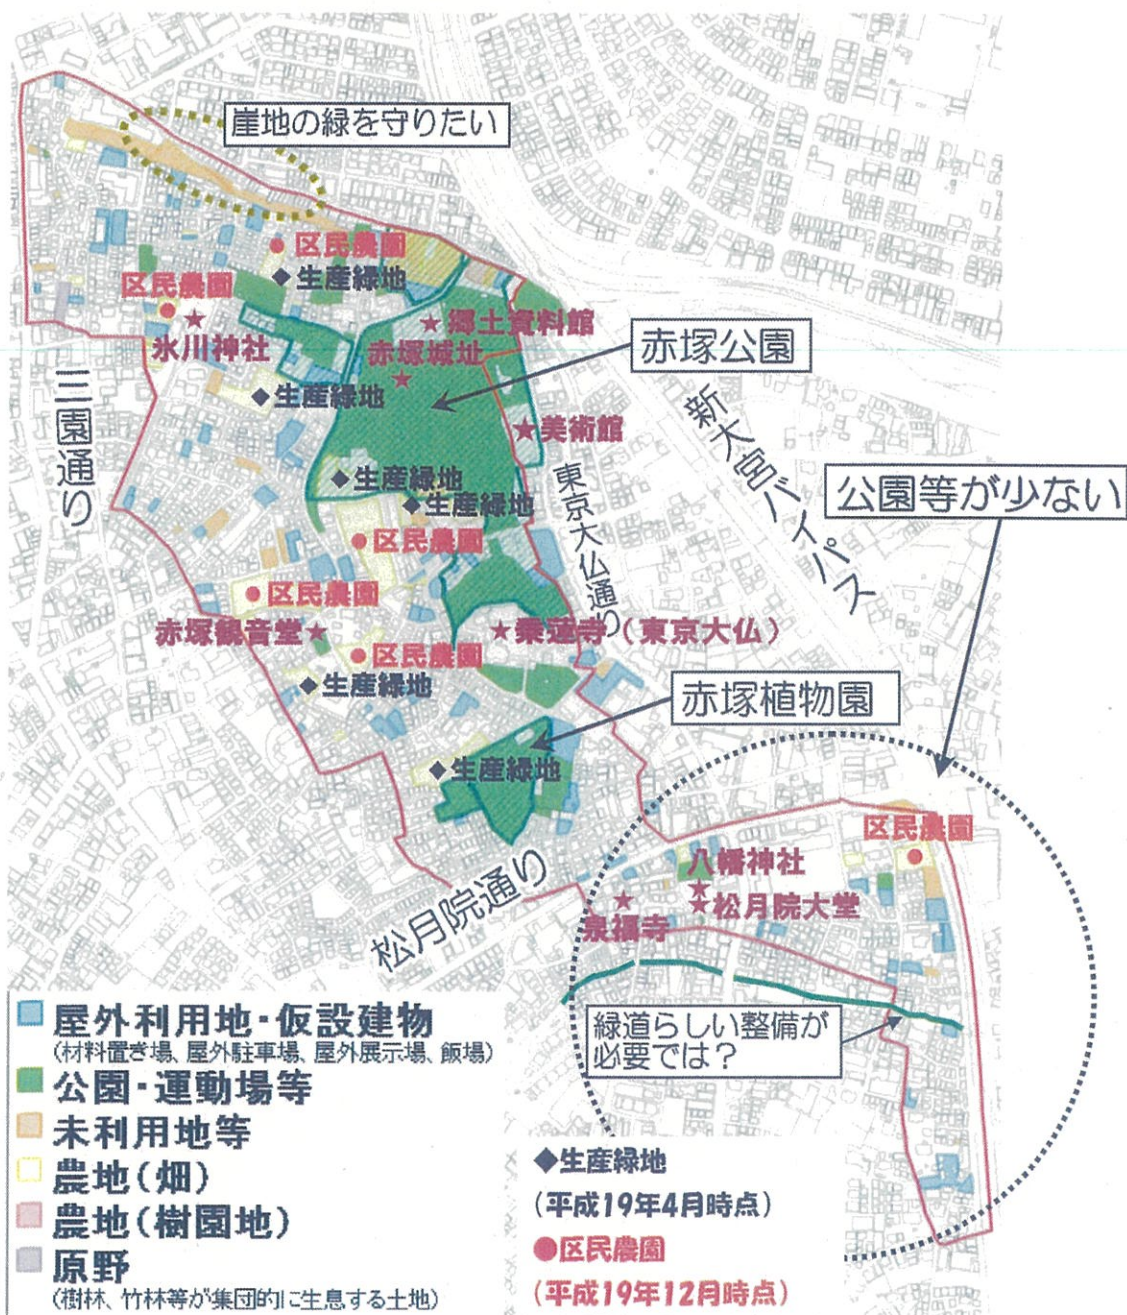 崖地の緑を守りたい
区民農園
◆生産緑地
区民農園
★郷土資料館
氷川神社
赤塚城址
赤塚公園
◆生産緑地
★美術館
三園通り
新大宮バイパス
◆生産緑地
◆生産緑地
東京大仏通り
公園等が少ない
区民農園
区民農園
赤塚観音堂★
★乗蓮寺(東京大仏)
区民農園
◆生産緑地
赤塚植物園
◆生産緑地
区民農園
八幡神社
★松月院大堂
泉福寺
松月院通り
緑道らしい整備が
必要では?
屋外利用地・仮設建物
(材料置き場、屋外駐車場、屋外展示場、飯場)
公園・運動場等
未利用地等
農地(畑)
農地(樹園地)
原野
(樹林、竹林等が集団的に生息する土地)
◆生産緑地
(平成19年4月時点)
●区民農園
(平成19年12月時点)